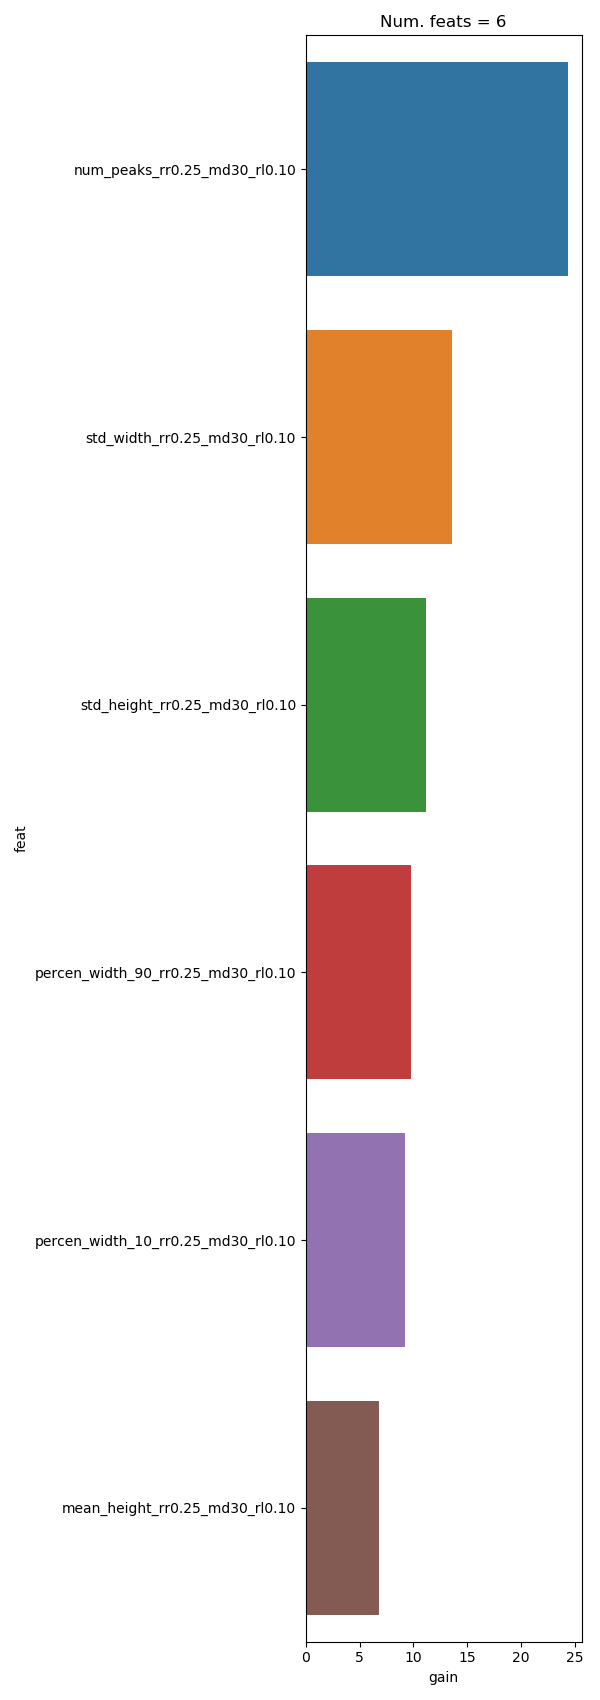 Num. feats = 6
num_peaks_rr0.25_md30_rl0.10
std_width_rr0.25_md30_rl0.10
std_height_rr0.25_md30_rl0.10
feat
percen_width_90_rr0.25_md30_rl0.10
percen_width_10_rr0.25_md30_rl0.10
mean_height_rr0.25_md30_rl0.10
0 5 10 15 20 25
gain